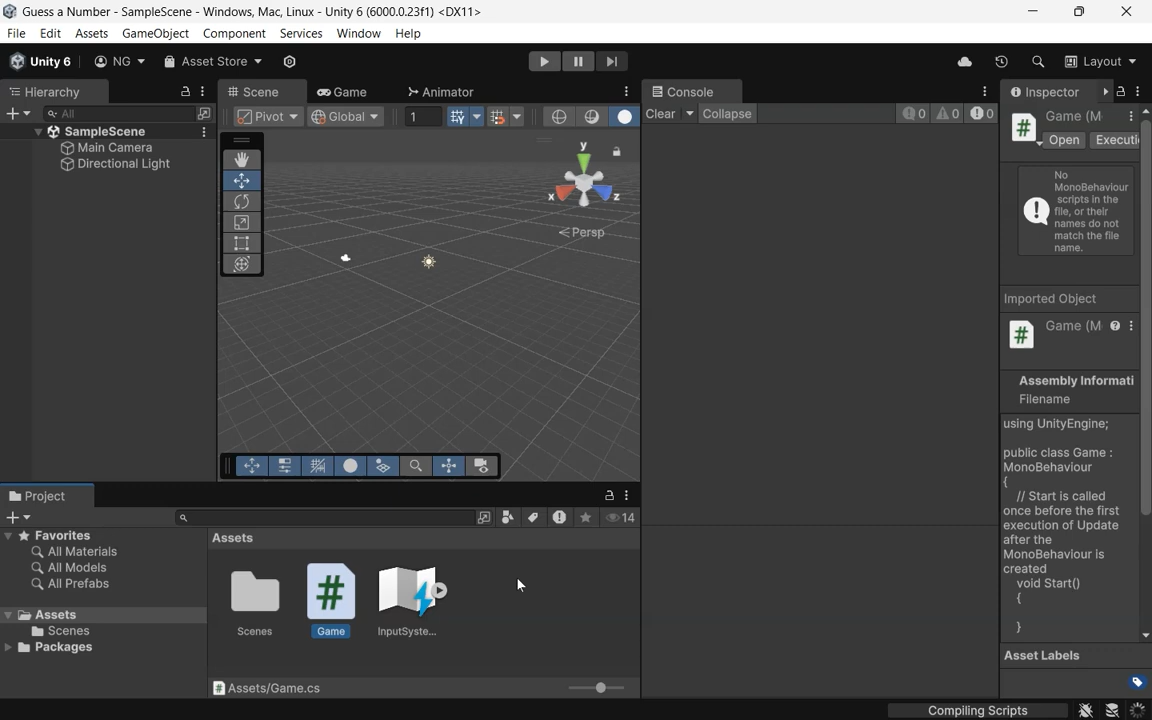 Guess a Number - SampleScene - Windows, Mac, Linux - Unity 6 (6000.0.23f1) <DX11>
File Edit Assets GameObject Component Services Window Help
Unity 6 NG Asset Store Layout
Hierarchy Scene Game Animator Console Inspector
All Pivot Global 1 Clear Collapse 0 0 0 Game (M
SampleScene Open Executi
Main Camera
Directional Light
y
x z
Persp
No
MonoBehaviour
scripts in the
file, or their
names do not
match the file
name.
Imported Object
Game (M
Assembly Informati
Filename
using UnityEngine;
public class Game :
MonoBehaviour
{
// Start is called
once before the first
execution of Update
after the
MonoBehaviour is
created
void Start()
{
}
Asset Labels
Project
14
Favorites Assets
All Materials
All Models
All Prefabs
Assets
Scenes
Packages
Scenes Game InputSyste...
Assets/Game.cs
Compiling Scripts